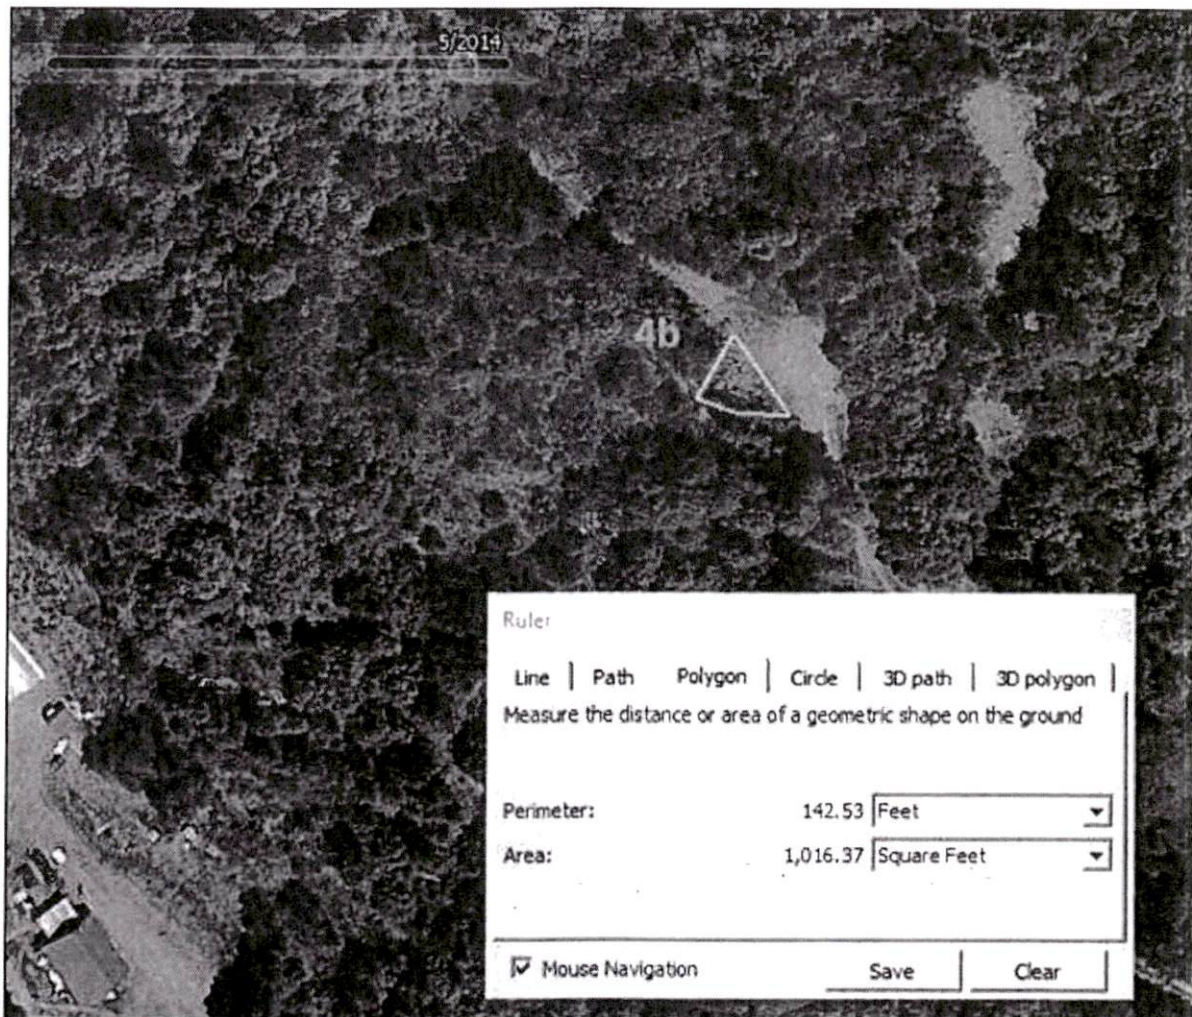 5/2014
4b
Ruler
Line | Path Polygon | Circle | 3D path | 3D polygon |
Measure the distance or area of a geometric shape on the ground
Perimeter: 142.53 Feet
Area: 1,016.37 Square Feet
Mouse Navigation Save Clear